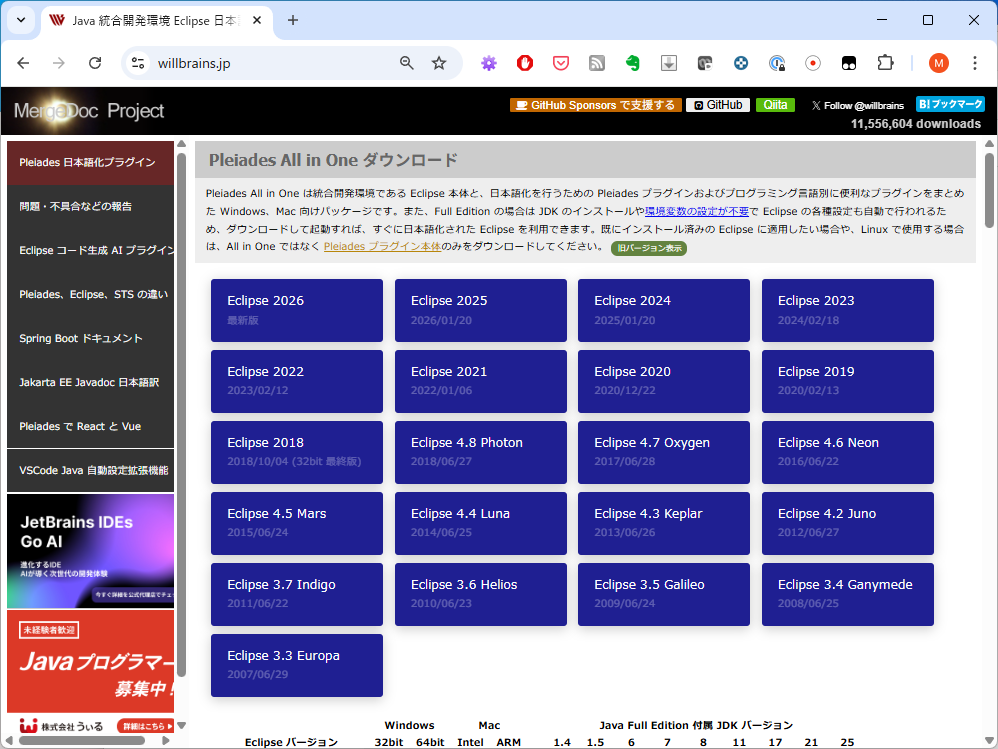 Java 統合開発環境 Eclipse 日本
willbrains.jp
M
MergeDoc Project
GitHub Sponsors で支援する
GitHub
Qiita
Follow @willbrains
B!ブックマーク
11,556,604 downloads
Pleiades 日本語化プラグイン
問題・不具合などの報告
Eclipse コード生成 AI プラグイン
Pleiades、Eclipse、STS の違い
Spring Boot ドキュメント
Jakarta EE Javadoc 日本語訳
Pleiades で React と Vue
VSCode Java 自動設定拡張機能
JetBrains IDEs
Go AI
進化するIDE
AIが導く次世代の開発体験
今すぐ詳細を公式代理店でチェ
未経験者歓迎
Javaプログラマー
募集中!
株式会社ういる
詳細はこちら
Pleiades All in One ダウンロード
Pleiades All in One は統合開発環境である Eclipse 本体と、日本語化を行うための Pleiades プラグインおよびプログラミング言語別に便利なプラグインをまとめ
た Windows、Mac 向けパッケージです。また、Full Edition の場合は JDK のインストールや環境変数の設定が不要で Eclipse の各種設定も自動で行われるた
め、ダウンロードして起動すれば、すぐに日本語化された Eclipse を利用できます。既にインストール済みの Eclipse に適用したい場合や、Linux で使用する場合
は、All in One ではなく Pleiades プラグイン本体のみをダウンロードしてください。 旧バージョン表示
Eclipse 2026
最新版
Eclipse 2025
2026/01/20
Eclipse 2024
2025/01/20
Eclipse 2023
2024/02/18
Eclipse 2022
2023/02/12
Eclipse 2021
2022/01/06
Eclipse 2020
2020/12/22
Eclipse 2019
2020/02/13
Eclipse 2018
2018/10/04 (32bit 最終版)
Eclipse 4.8 Photon
2018/06/27
Eclipse 4.7 Oxygen
2017/06/28
Eclipse 4.6 Neon
2016/06/22
Eclipse 4.5 Mars
2015/06/24
Eclipse 4.4 Luna
2014/06/25
Eclipse 4.3 Keplar
2013/06/26
Eclipse 4.2 Juno
2012/06/27
Eclipse 3.7 Indigo
2011/06/22
Eclipse 3.6 Helios
2010/06/23
Eclipse 3.5 Galileo
2009/06/24
Eclipse 3.4 Ganymede
2008/06/25
Eclipse 3.3 Europa
2007/06/29
Windows Mac Java Full Edition 付属 JDK バージョン
Eclipse バージョン 32bit 64bit Intel ARM 1.4 1.5 6 7 8 11 17 21 25